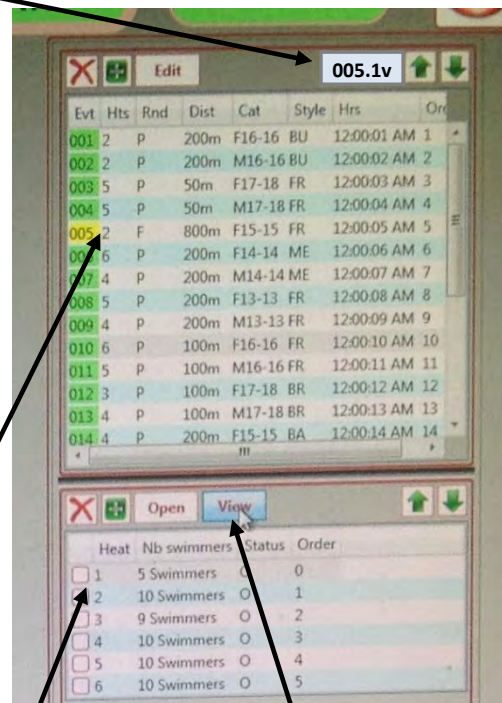 Edit 005.1v
Evt Hts Rnd Dist Cat Style Hrs Ord
001 2 P 200m F16-16 BU 12:00:01 AM 1
002 2 P 200m M16-16 BU 12:00:02 AM 2
003 5 P 50m F17-18 FR 12:00:03 AM 3
004 5 P 50m M17-18 FR 12:00:04 AM 4
005 2 F 800m F15-15 FR 12:00:05 AM 5
006 6 P 200m F14-14 ME 12:00:06 AM 6
007 4 P 200m M14-14 ME 12:00:07 AM 7
008 5 P 200m F13-13 FR 12:00:08 AM 8
009 4 P 200m M13-13 FR 12:00:09 AM 9
010 6 P 100m F16-16 FR 12:00:10 AM 10
011 5 P 100m M16-16 FR 12:00:11 AM 11
012 3 P 100m F17-18 BR 12:00:12 AM 12
013 4 P 100m M17-18 BR 12:00:13 AM 13
014 4 P 200m F15-15 BA 12:00:14 AM 14
Open View
Heat Nb swimmers Status Order
1 5 Swimmers O 0
2 10 Swimmers O 1
3 9 Swimmers O 2
4 10 Swimmers O 3
5 10 Swimmers O 4
6 10 Swimmers O 5